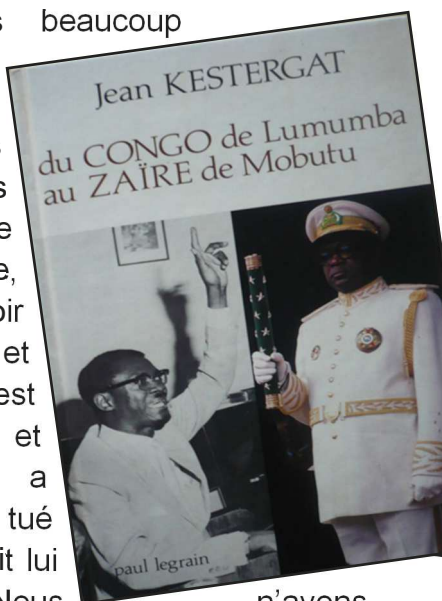 s beaucoup
Jean KESTERGAT
du CONGO de Lumumba
au ZAÏRE de Mobutu
s
e
e,
oir
et
est
et
a
tué
it lui
Nous n'avons
paul legrain